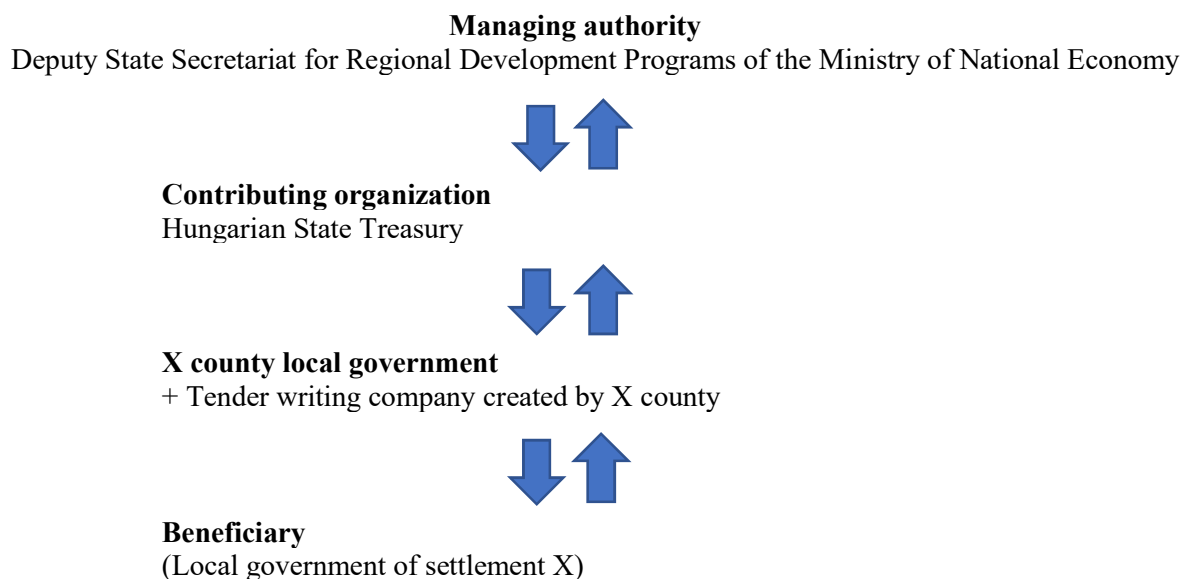 Managing authority
Deputy State Secretariat for Regional Development Programs of the Ministry of National Economy
Contributing organization
Hungarian State Treasury
X county local government
+ Tender writing company created by X county
Beneficiary
(Local government of settlement X)